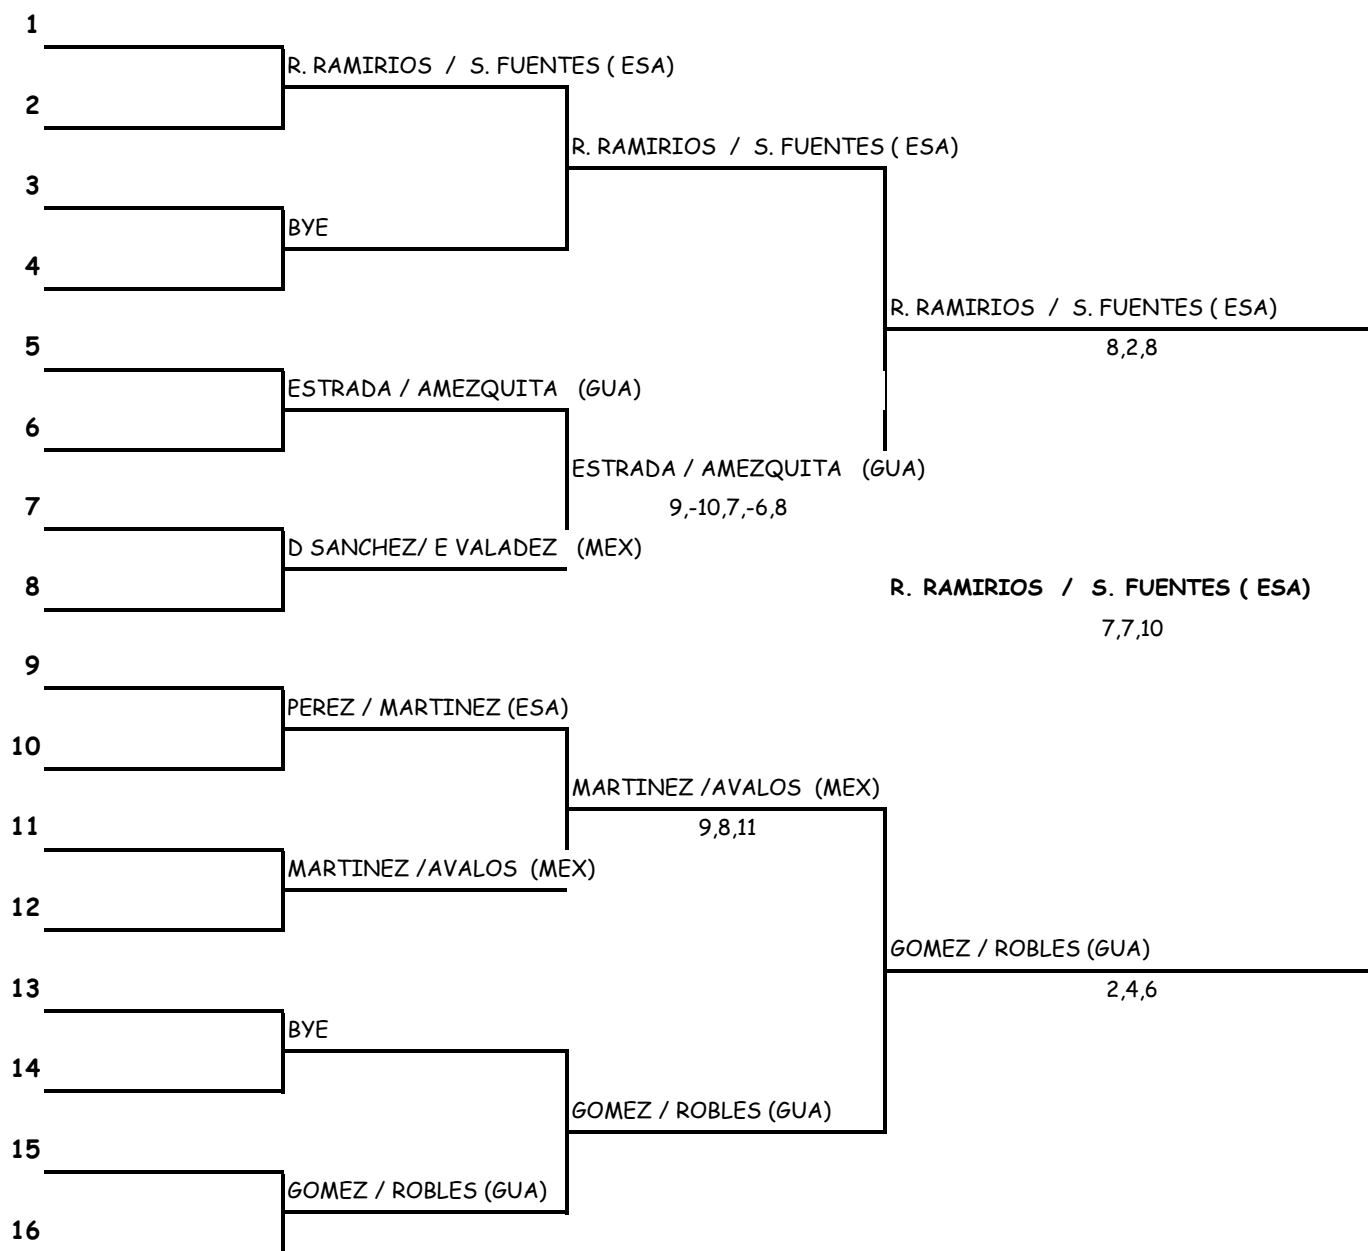 1
R. RAMIRIOS / S. FUENTES ( ESA)
2
R. RAMIRIOS / S. FUENTES ( ESA)
3
BYE
4
R. RAMIRIOS / S. FUENTES ( ESA)
5
8,2,8
ESTRADA / AMEZQUITA (GUA)
6
ESTRADA / AMEZQUITA (GUA)
7
9,-10,7,-6,8
D SANCHEZ/ E VALADEZ (MEX)
8
R. RAMIRIOS / S. FUENTES ( ESA)
7,7,10
9
PEREZ / MARTINEZ (ESA)
10
MARTINEZ /AVALOS (MEX)
11
9,8,11
MARTINEZ /AVALOS (MEX)
12
GOMEZ / ROBLES (GUA)
13
2,4,6
BYE
14
GOMEZ / ROBLES (GUA)
15
GOMEZ / ROBLES (GUA)
16